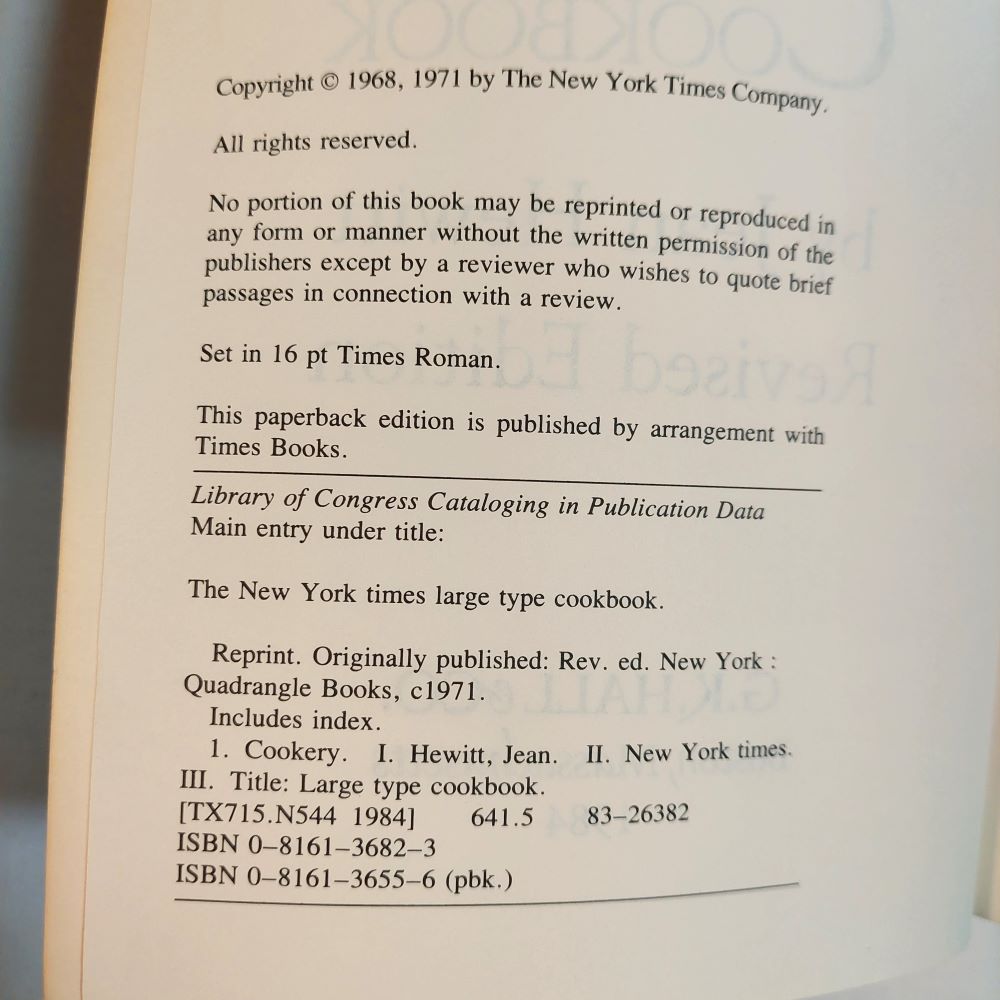 Copyright © 1968, 1971 by The New York Times Company.
All rights reserved.
No portion of this book may be reprinted or reproduced in
any form or manner without the written permission of the
publishers except by a reviewer who wishes to quote brief
passages in connection with a review.
Set in 16 pt Times Roman.
This paperback edition is published by arrangement with
Times Books.
Library of Congress Cataloging in Publication Data
Main entry under title:
The New York times large type cookbook.
Reprint. Originally published: Rev. ed. New York :
Quadrangle Books, c1971.
Includes index.
1. Cookery. I. Hewitt, Jean. II. New York times.
III. Title: Large type cookbook.
[TX715.N544 1984] 641.5 83–26382
ISBN 0–8161–3682–3
ISBN 0–8161–3655–6 (pbk.)